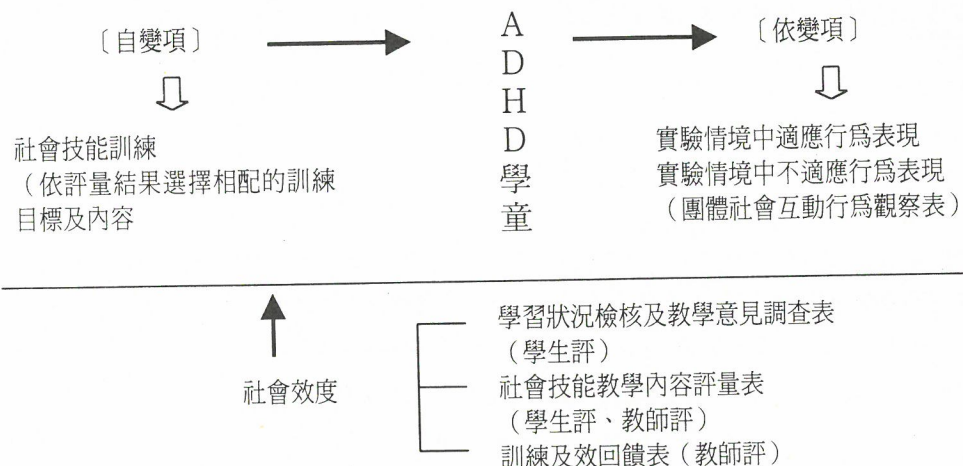 〔自變項〕
ADHD學童
〔依變項〕
社會技能訓練
（依評量結果選擇相配的訓練
目標及內容
實驗情境中適應行為表現
實驗情境中不適應行為表現
（團體社會互動行為觀察表）
社會效度
學習狀況檢核及教學意見調查表
（學生評）
社會技能教學內容評量表
（學生評、教師評）
訓練及效回饋表（教師評）